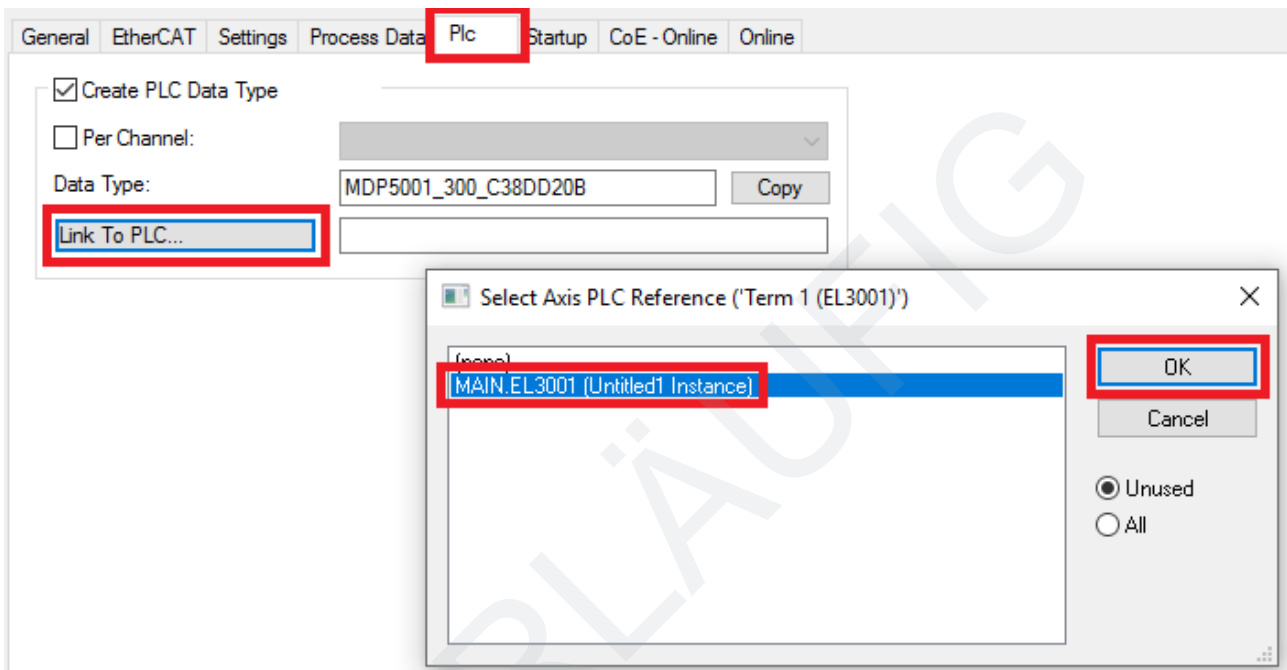 General EtherCAT Settings Process Data Plc Startup CoE - Online Online
Create PLC Data Type
Per Channel:
Data Type: MDP5001_300_C38DD20B Copy
Link To PLC...
Select Axis PLC Reference ('Term 1 (EL3001)')
(none)
MAIN.EL3001 (Untitled1 Instance)
OK
Cancel
Unused
All
LÄUFIG